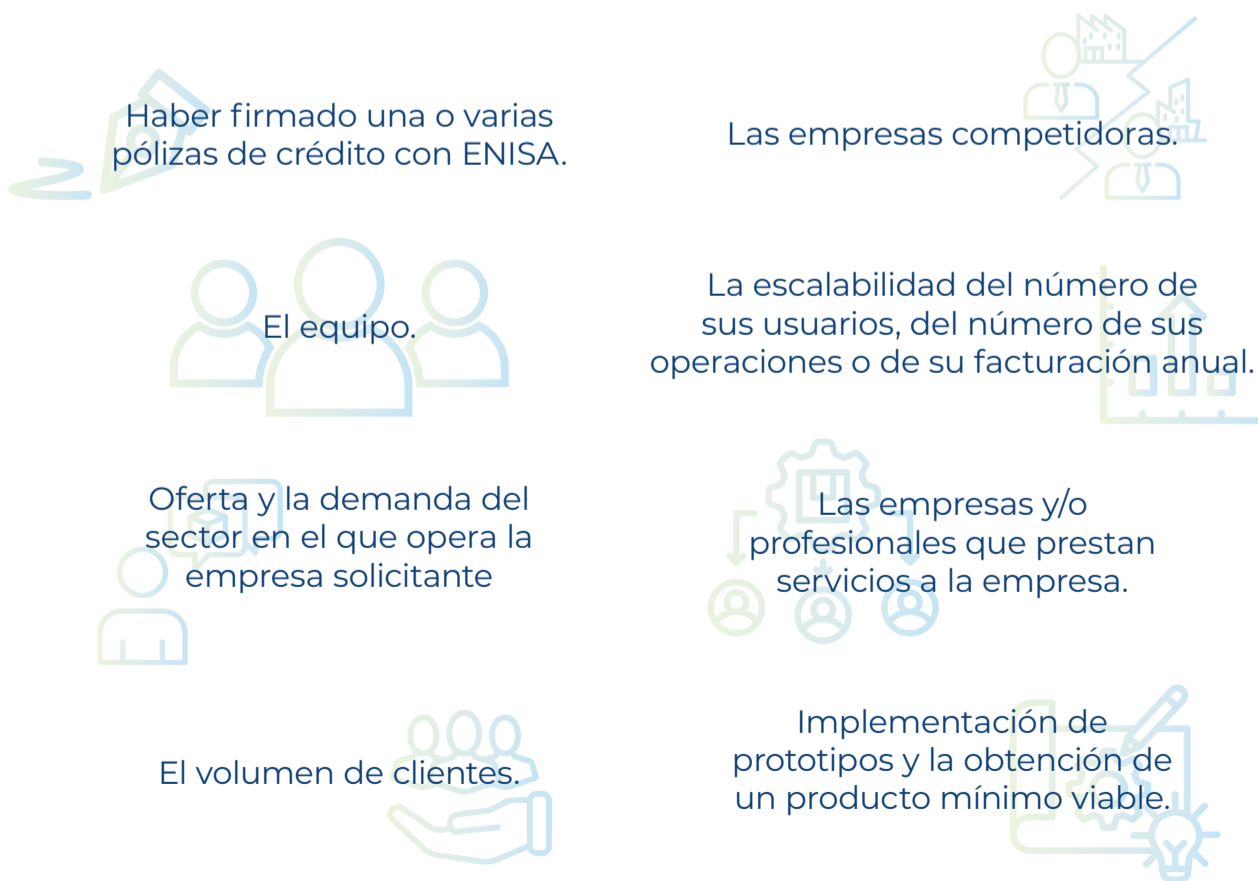 Haber firmado una o varias
pólizas de crédito con ENISA.
Las empresas competidoras.
El equipo.
La escalabilidad del número de
sus usuarios, del número de sus
operaciones o de su facturación anual.
Oferta y la demanda del
sector en el que opera la
empresa solicitante
Las empresas y/o
profesionales que prestan
servicios a la empresa.
El volumen de clientes.
Implementación de
prototipos y la obtención de
un producto mínimo viable.